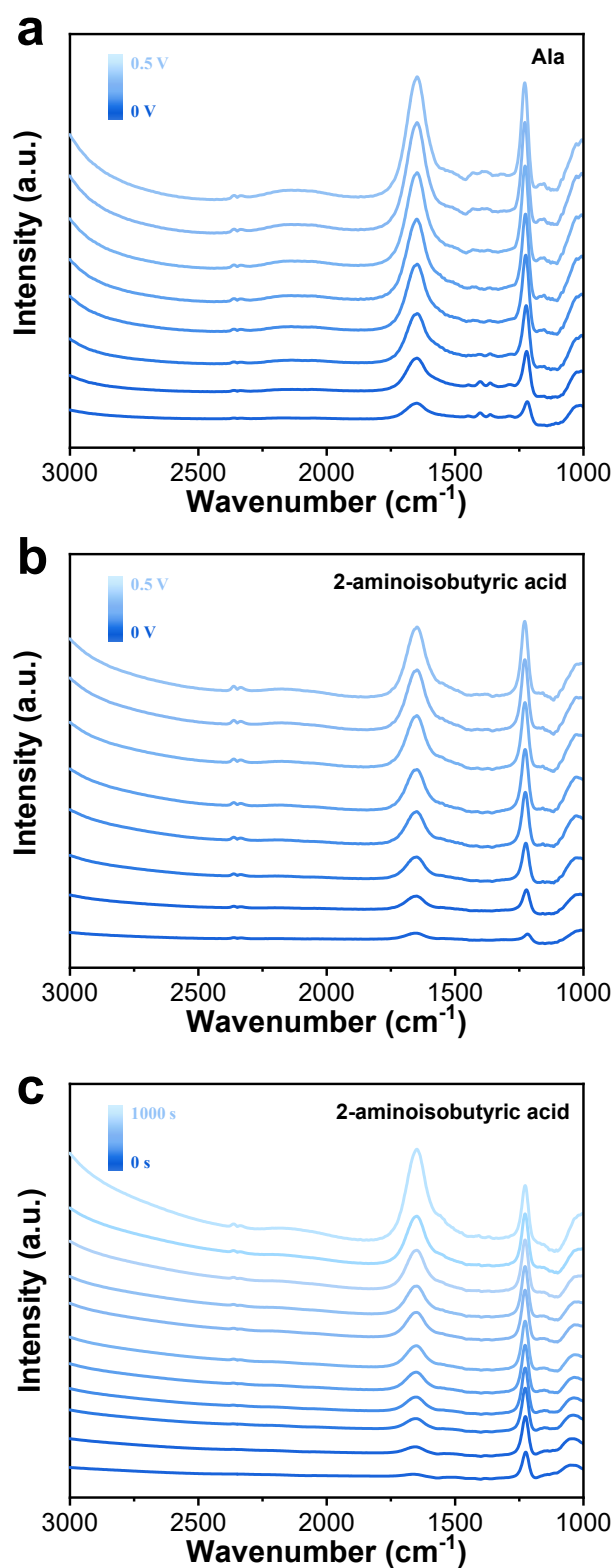 a
0.5 V
Ala
0 V
Intensity (a.u.)
3000 2500 2000 1500 1000
Wavenumber (cm⁻¹)
b
0.5 V
2-aminoisobutyric acid
0 V
Intensity (a.u.)
3000 2500 2000 1500 1000
Wavenumber (cm⁻¹)
c
1000 s
2-aminoisobutyric acid
0 s
Intensity (a.u.)
3000 2500 2000 1500 1000
Wavenumber (cm⁻¹)